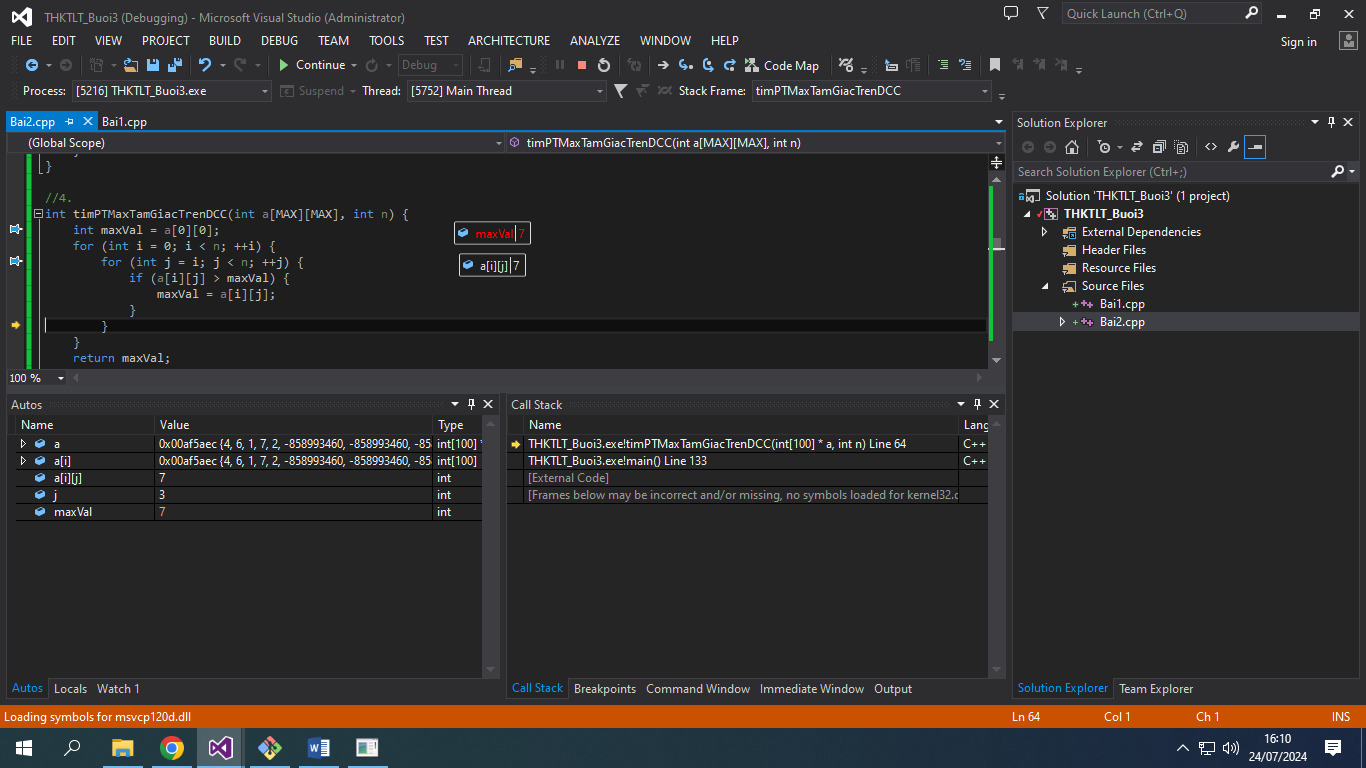 THKTLT_Buoi3 (Debugging) - Microsoft Visual Studio (Administrator)
Quick Launch (Ctrl+Q)
FILE EDIT VIEW PROJECT BUILD DEBUG TEAM TOOLS TEST ARCHITECTURE ANALYZE WINDOW HELP
Sign in
Continue Debug Code Map
Process: [5216] THKTLT_Buoi3.exe Suspend Thread: [5752] Main Thread Stack Frame: timPTMaxTamGiacTrenDCC
Bai2.cpp Bai1.cpp
(Global Scope) timPTMaxTamGiacTrenDCC(int a[MAX][MAX], int n)
}
//4.
int timPTMaxTamGiacTrenDCC(int a[MAX][MAX], int n) {
int maxVal = a[0][0];
for (int i = 0; i < n; ++i) {
for (int j = i; j < n; ++j) {
if (a[i][j] > maxVal) {
maxVal = a[i][j];
}
}
}
return maxVal;
maxVal 7
a[i][j] 7
100 %
Autos
Name Value Type
a 0x00af5aec {4, 6, 1, 7, 2, -858993460, -858993460, -85 int[100] *
a[i] 0x00af5aec {4, 6, 1, 7, 2, -858993460, -858993460, -85 int[100]
a[i][j] 7 int
j 3 int
maxVal 7 int
Autos Locals Watch 1
Call Stack
Name Lang
THKTLT_Buoi3.exe!timPTMaxTamGiacTrenDCC(int[100] * a, int n) Line 64 C++
THKTLT_Buoi3.exe!main() Line 133 C++
[External Code]
[Frames below may be incorrect and/or missing, no symbols loaded for kernel32.c
Call Stack Breakpoints Command Window Immediate Window Output
Solution Explorer
Search Solution Explorer (Ctrl+;)
Solution 'THKTLT_Buoi3' (1 project)
THKTLT_Buoi3
External Dependencies
Header Files
Resource Files
Source Files
Bai1.cpp
Bai2.cpp
Solution Explorer Team Explorer
Loading symbols for msvcp120d.dll Ln 64 Col 1 Ch 1 INS
16:10
24/07/2024